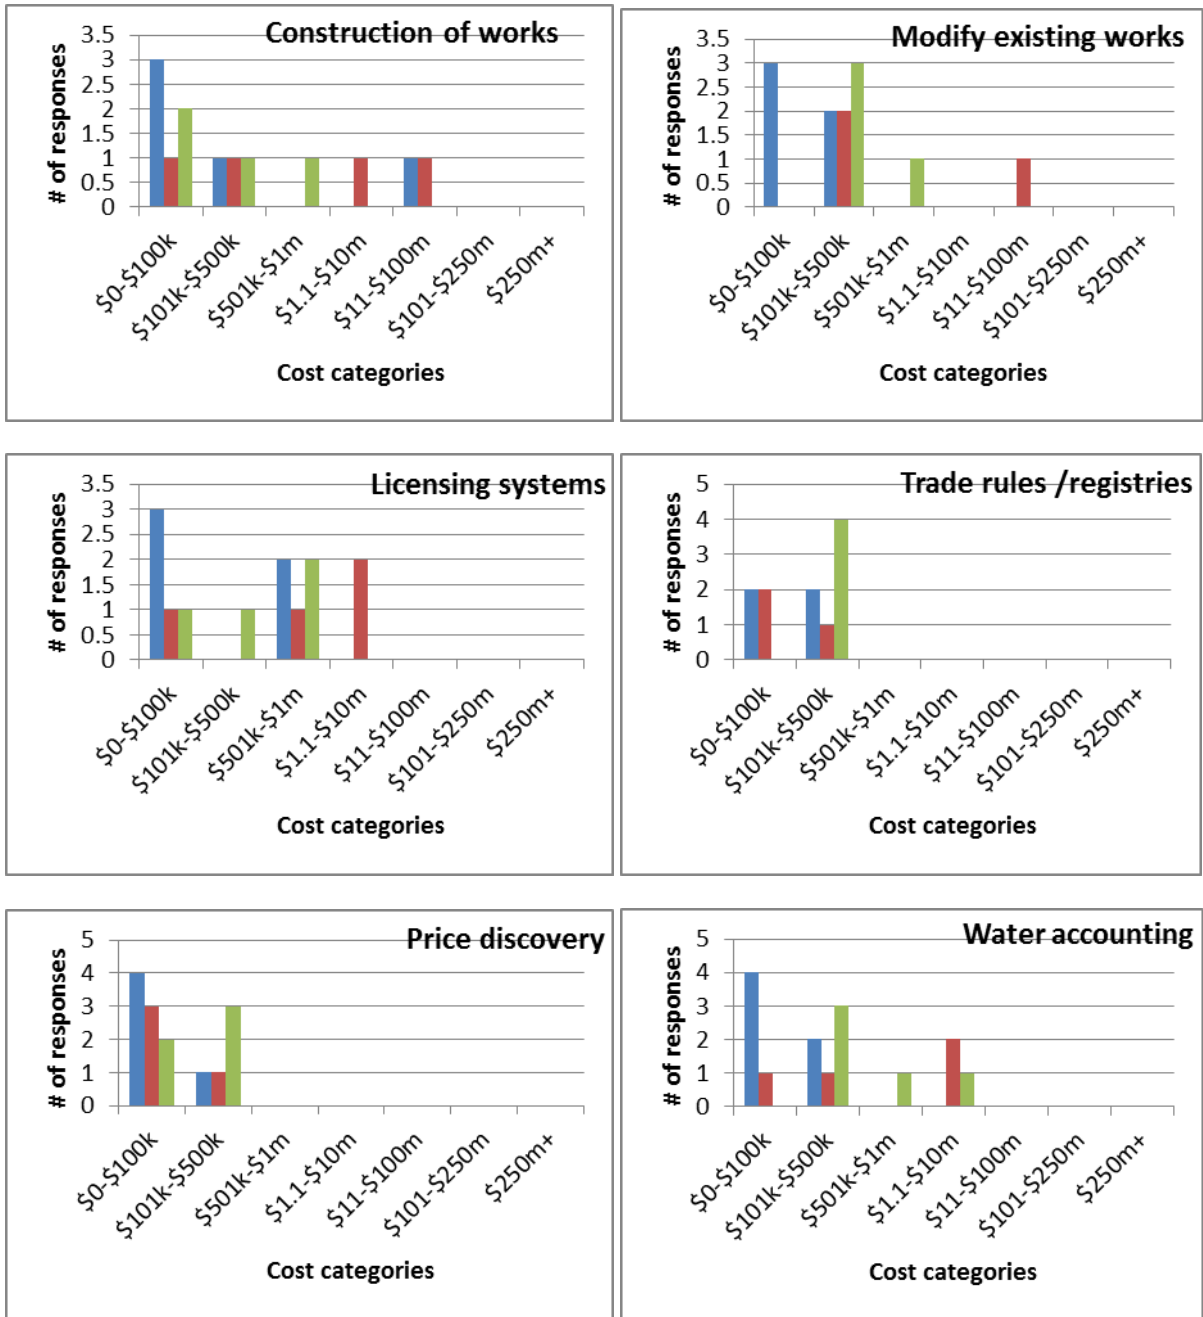 Construction of works
# of responses
3.5
3
2.5
2
1.5
1
0.5
0
$0-$100k
$101k-$500k
$501k-$1m
$1.1-$10m
$11-$100m
$101-$250m
$250m+
Cost categories
Modify existing works
# of responses
3.5
3
2.5
2
1.5
1
0.5
0
$0-$100k
$101k-$500k
$501k-$1m
$1.1-$10m
$11-$100m
$101-$250m
$250m+
Cost categories
Licensing systems
# of responses
3.5
3
2.5
2
1.5
1
0.5
0
$0-$100k
$101k-$500k
$501k-$1m
$1.1-$10m
$11-$100m
$101-$250m
$250m+
Cost categories
Trade rules /registries
# of responses
5
4
3
2
1
0
$0-$100k
$101k-$500k
$501k-$1m
$1.1-$10m
$11-$100m
$101-$250m
$250m+
Cost categories
Price discovery
# of responses
5
4
3
2
1
0
$0-$100k
$101k-$500k
$501k-$1m
$1.1-$10m
$11-$100m
$101-$250m
$250m+
Cost categories
Water accounting
# of responses
5
4
3
2
1
0
$0-$100k
$101k-$500k
$501k-$1m
$1.1-$10m
$11-$100m
$101-$250m
$250m+
Cost categories